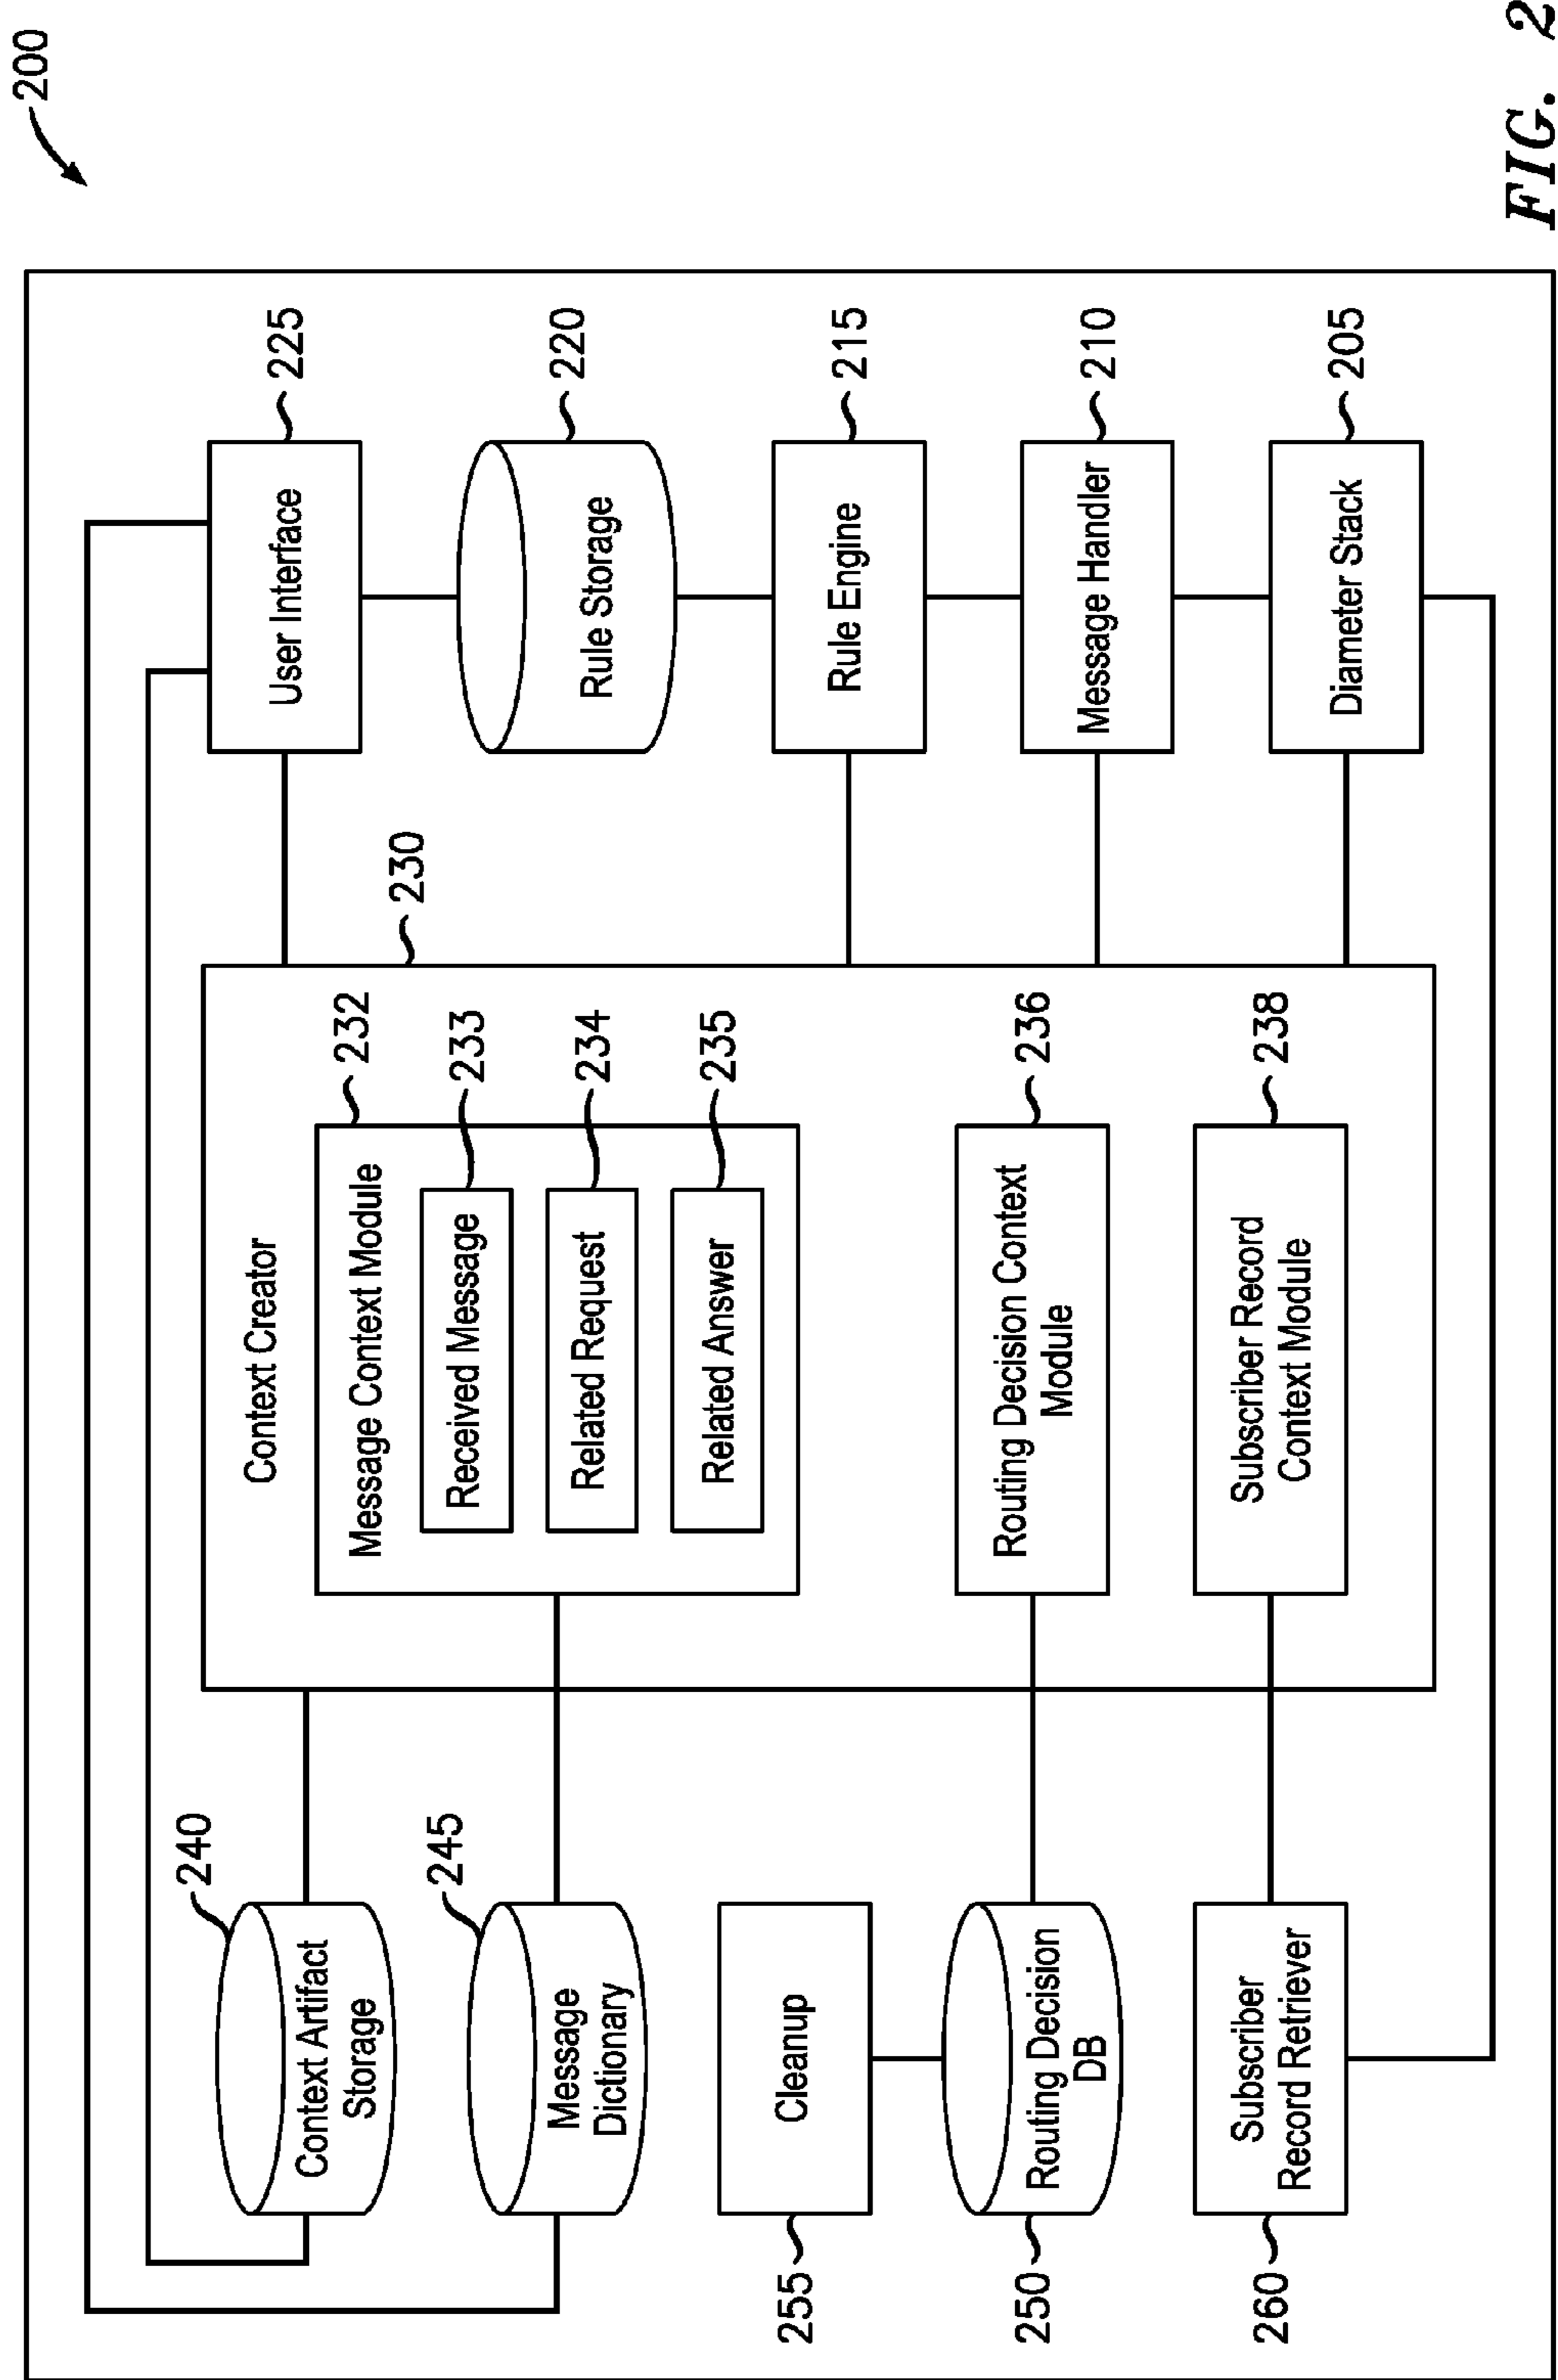 200
240
Context Artifact
Storage
245
Message
Dictionary
255
Cleanup
250
Routing Decision
DB
260
Subscriber
Record Retriever
Context Creator
230
Message Context Module
232
Received Message
233
Related Request
234
Related Answer
235
Routing Decision Context
Module
236
Subscriber Record
Context Module
238
User Interface
225
Rule Storage
220
Rule Engine
215
Message Handler
210
Diameter Stack
205
FIG. 2